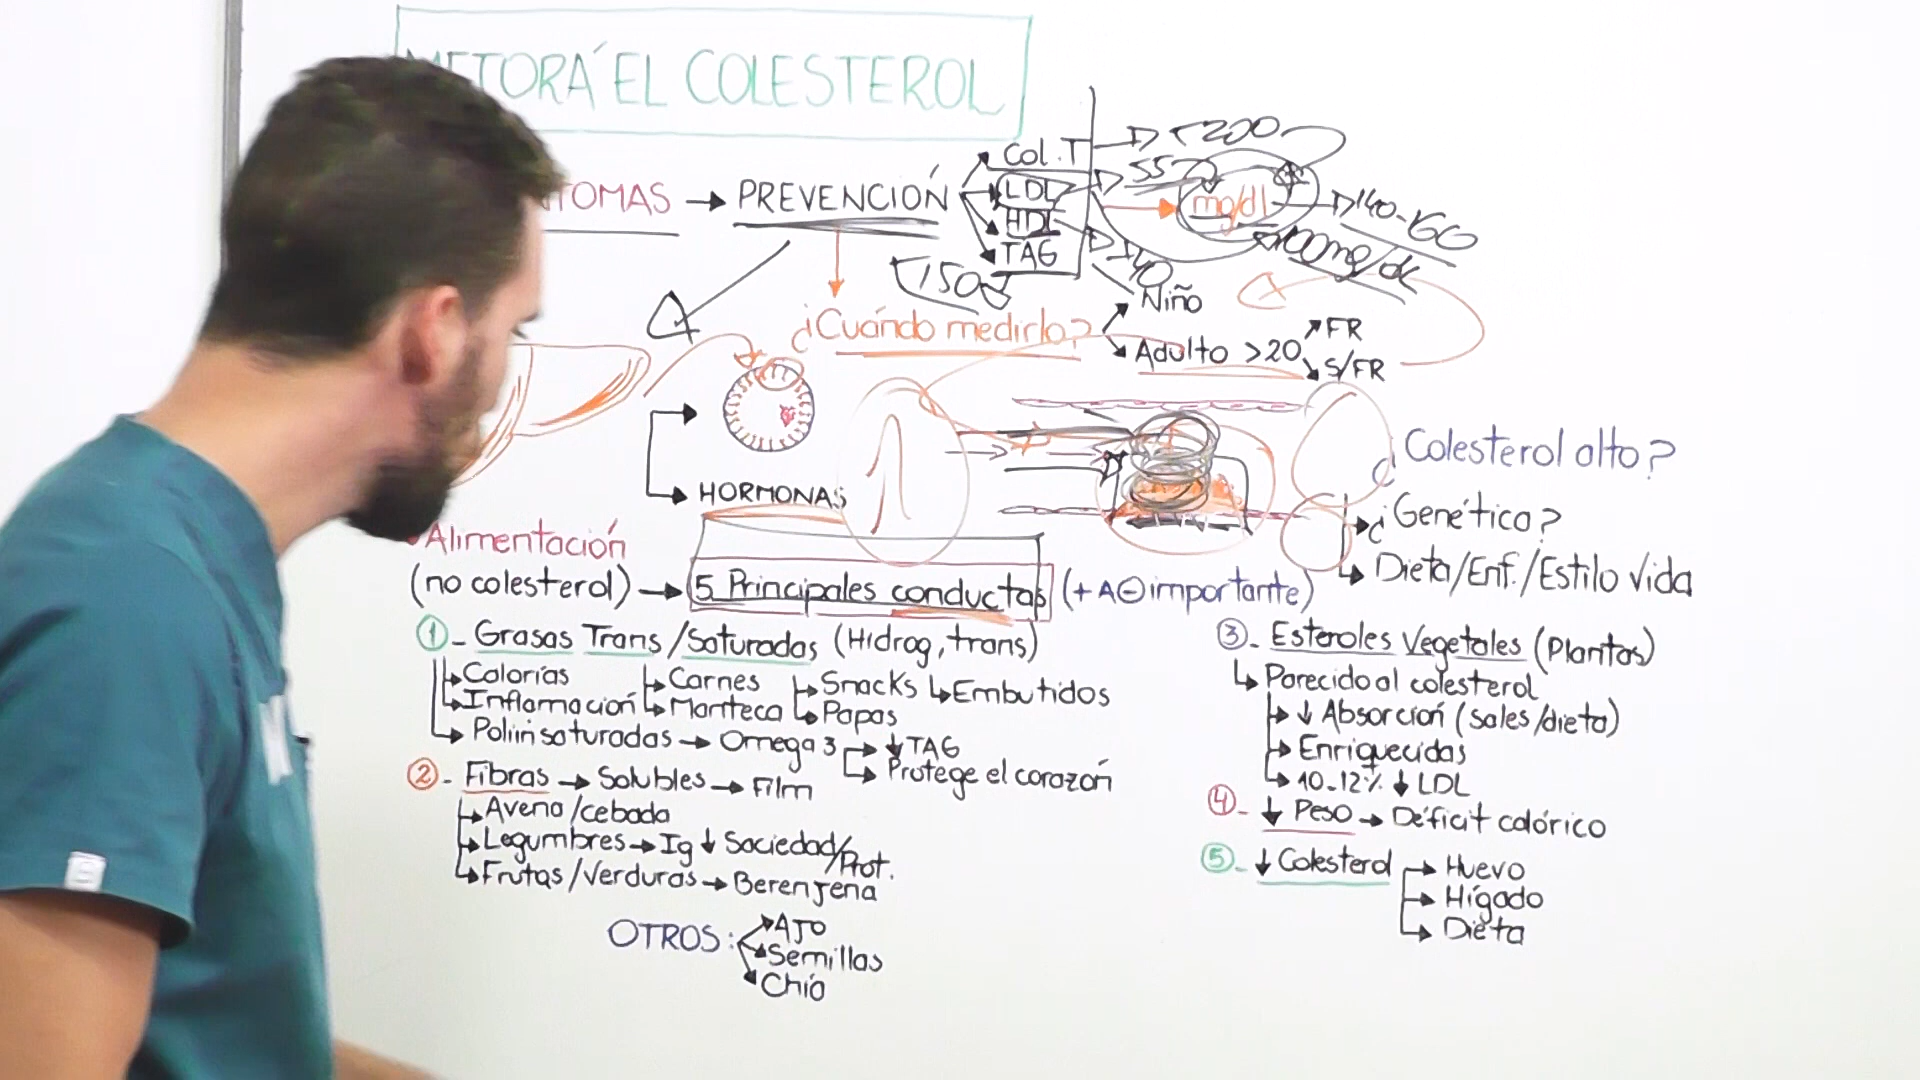 METORÁ EL COLESTEROL
TOMAS → PREVENCIÓN
Col. T → <200
LDL → 55
HDL → 40
TAG
<150
mg/dl
→ 140-160
<100mg/dL
¿Cuándo medirlo?
Niño
Adulto >20
FR
S/FR
HORMONAS
¿Colesterol alto?
¿Genético?
Dieta/Enf./Estilo vida
Alimentación
(no colesterol) → 5 Principales conductas (+ A ⊖ importante)
1- Grasas Trans/Saturadas (Hidrog, trans)
Calorías
Inflamación
Carnes
Manteca
Snacks
Papas
Embutidos
Poliinsaturadas → Omega 3
↓ TAG
Protege el corazón
2- Fibras → Solubles → Film
Avena/cebada
Legumbres → Ig ↓ Saciedad/Prot.
Frutas/Verduras → Berenjena
OTROS:
AJO
Semillas
Chía
3- Esteroles Vegetales (Plantas)
Parecido al colesterol
↓ Absorción (sales/dieta)
Enriquecidas
10-12% ↓ LDL
4- ↓ Peso → Déficit calórico
5- ↓ Colesterol
Huevo
Hígado
Dieta